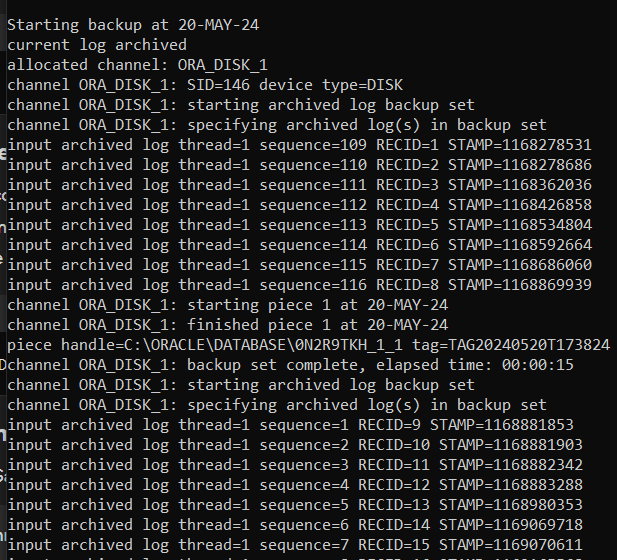 Starting backup at 20-MAY-24
current log archived
allocated channel: ORA_DISK_1
channel ORA_DISK_1: SID=146 device type=DISK
channel ORA_DISK_1: starting archived log backup set
channel ORA_DISK_1: specifying archived log(s) in backup set
input archived log thread=1 sequence=109 RECID=1 STAMP=1168278531
input archived log thread=1 sequence=110 RECID=2 STAMP=1168278686
input archived log thread=1 sequence=111 RECID=3 STAMP=1168362036
input archived log thread=1 sequence=112 RECID=4 STAMP=1168426858
input archived log thread=1 sequence=113 RECID=5 STAMP=1168534804
input archived log thread=1 sequence=114 RECID=6 STAMP=1168592664
input archived log thread=1 sequence=115 RECID=7 STAMP=1168686060
input archived log thread=1 sequence=116 RECID=8 STAMP=1168869939
channel ORA_DISK_1: starting piece 1 at 20-MAY-24
channel ORA_DISK_1: finished piece 1 at 20-MAY-24
piece handle=C:\ORACLE\DATABASE\0N2R9TKH_1_1 tag=TAG20240520T173824
channel ORA_DISK_1: backup set complete, elapsed time: 00:00:15
channel ORA_DISK_1: starting archived log backup set
channel ORA_DISK_1: specifying archived log(s) in backup set
input archived log thread=1 sequence=1 RECID=9 STAMP=1168881853
input archived log thread=1 sequence=2 RECID=10 STAMP=1168881903
input archived log thread=1 sequence=3 RECID=11 STAMP=1168882342
input archived log thread=1 sequence=4 RECID=12 STAMP=1168883288
input archived log thread=1 sequence=5 RECID=13 STAMP=1168980353
input archived log thread=1 sequence=6 RECID=14 STAMP=1169069718
input archived log thread=1 sequence=7 RECID=15 STAMP=1169070611